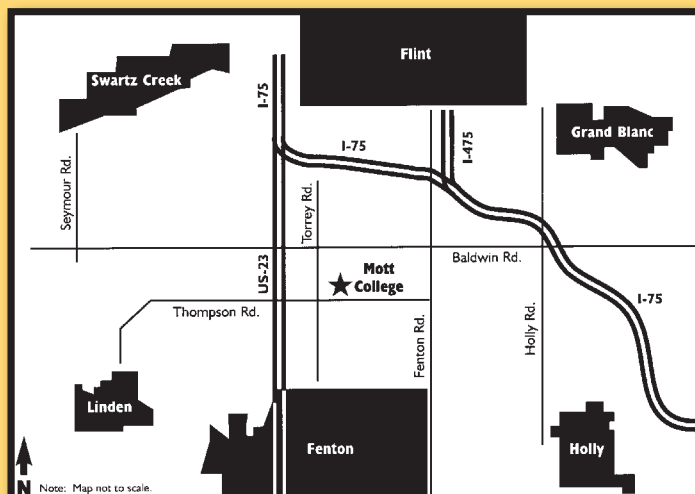 Flint
Swartz Creek
I-75
Grand Blanc
I-75
I-475
Seymour Rd.
Torrey Rd.
Baldwin Rd.
US-23
Mott
College
I-75
Thompson Rd.
Fenton Rd.
Holly Rd.
Linden
Fenton
Holly
N
Note: Map not to scale.